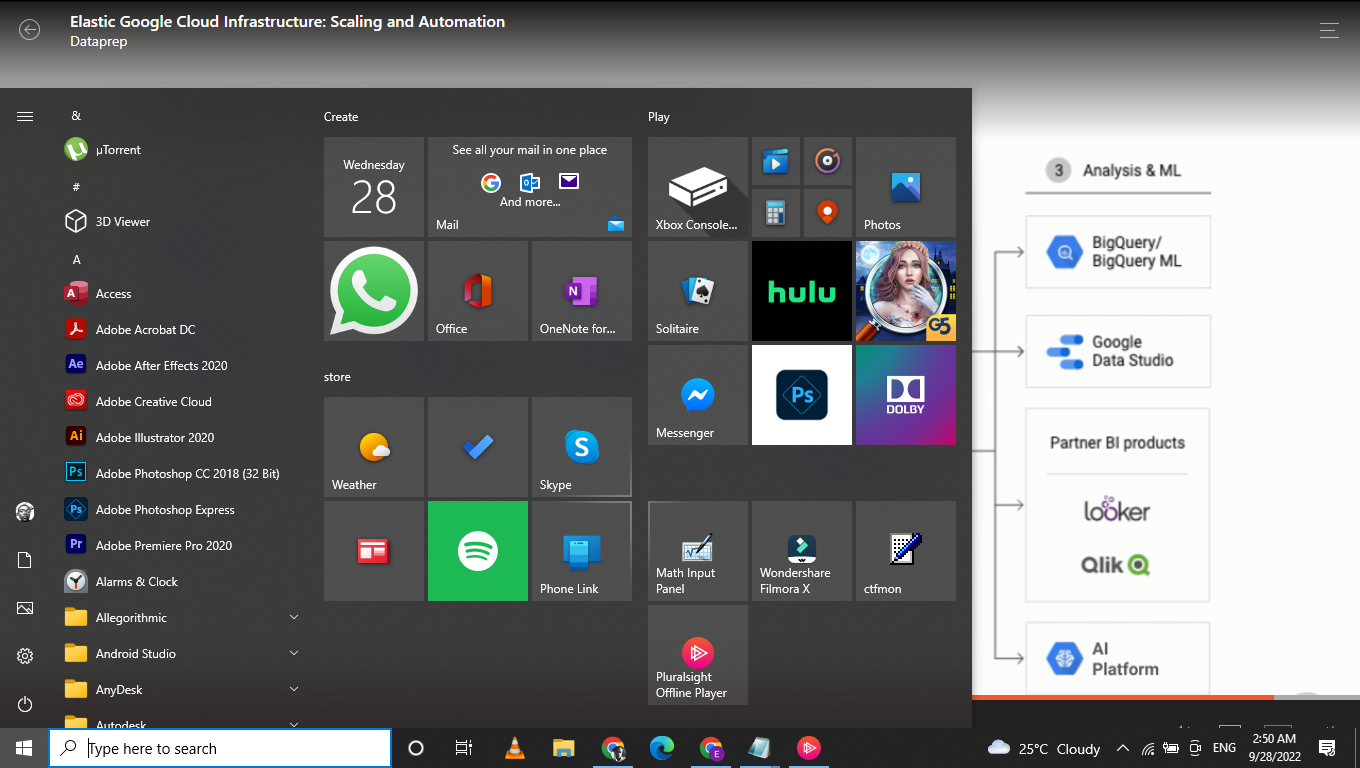 Elastic Google Cloud Infrastructure: Scaling and Automation
Dataprep
&
µTorrent
#
3D Viewer
A
Access
Adobe Acrobat DC
Adobe After Effects 2020
Adobe Creative Cloud
Adobe Illustrator 2020
Adobe Photoshop CC 2018 (32 Bit)
Adobe Photoshop Express
Adobe Premiere Pro 2020
Alarms & Clock
Allegorithmic
Android Studio
AnyDesk
Autodesk
Create
Wednesday
28
See all your mail in one place
And more...
Mail
Office
OneNote for...
store
Weather
Skype
Phone Link
Play
Xbox Console...
Photos
Solitaire
hulu
G5
Messenger
Ps
DOLBY
Math Input
Panel
Wondershare
Filmora X
ctfmon
Pluralsight
Offline Player
3 Analysis & ML
BigQuery/
BigQuery ML
Google
Data Studio
Partner BI products
looker
Qlik
AI
Platform
Type here to search
25°C Cloudy
ENG
2:50 AM
9/28/2022